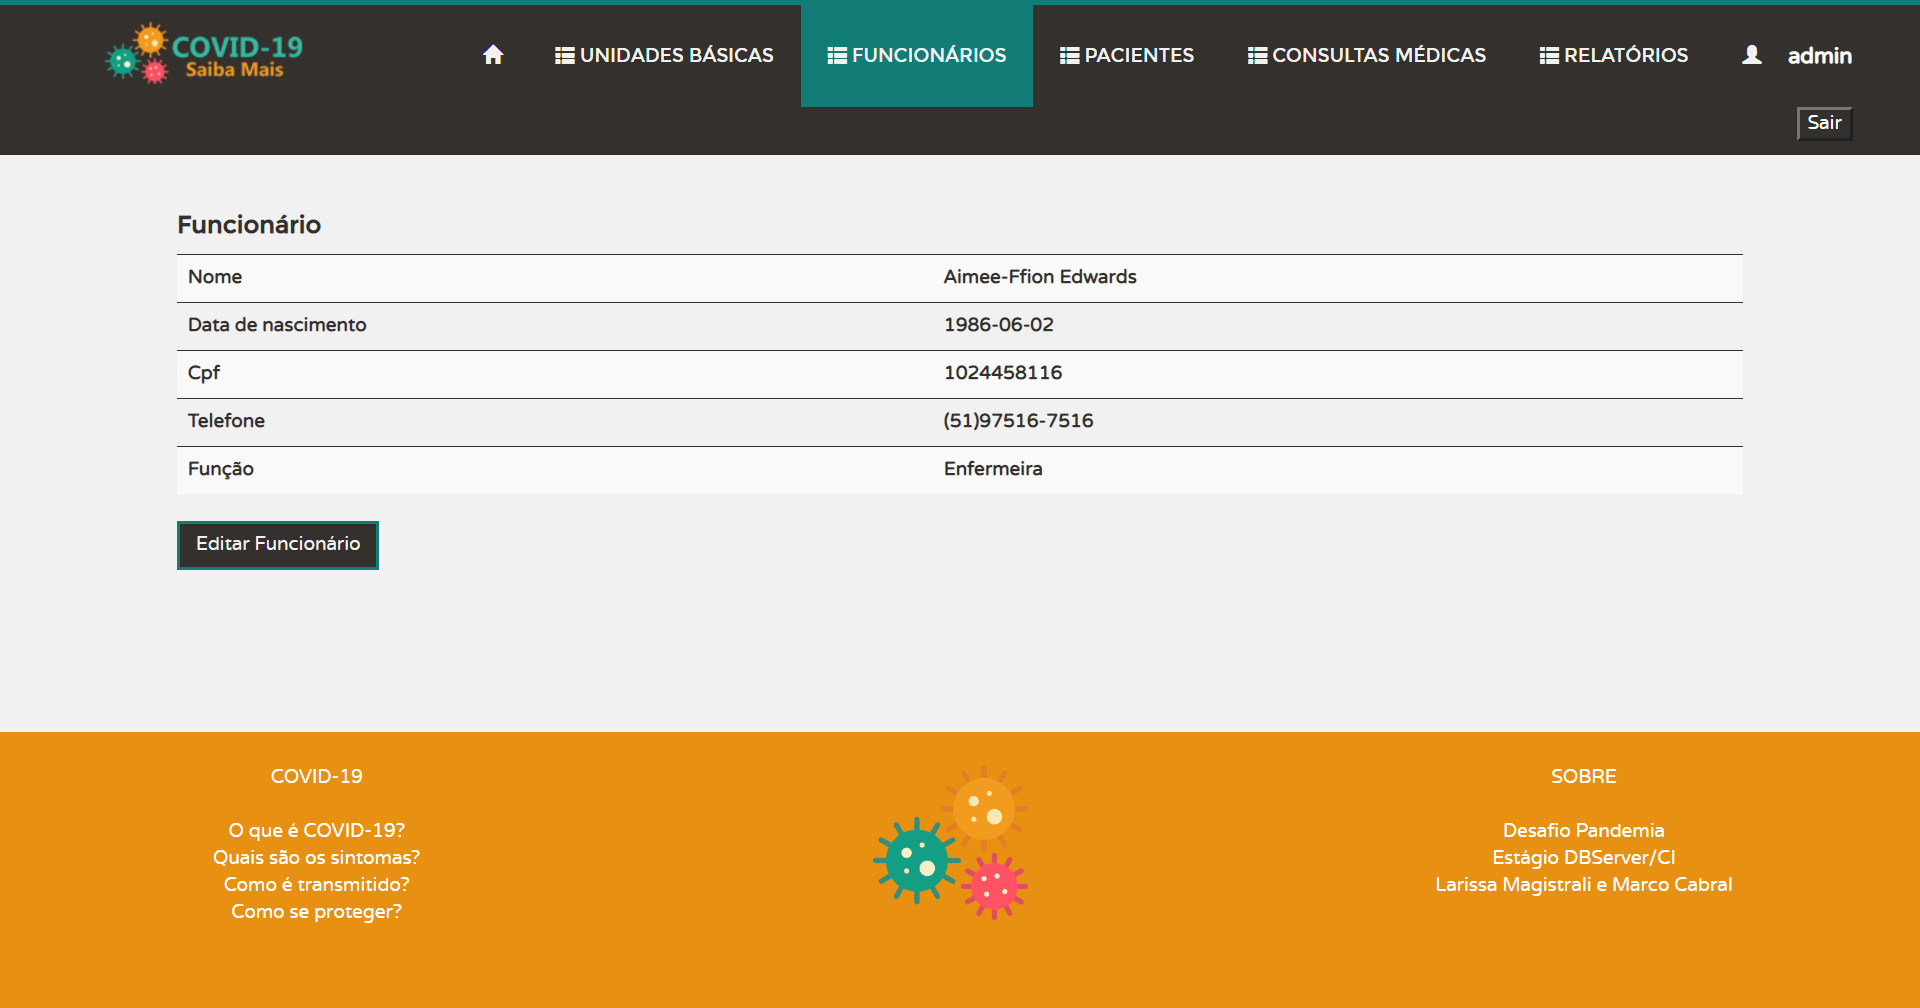 COVID-19
Saiba Mais
UNIDADES BÁSICAS
FUNCIONÁRIOS
PACIENTES
CONSULTAS MÉDICAS
RELATÓRIOS
admin
Sair
Funcionário
Nome Aimee-Ffion Edwards
Data de nascimento 1986-06-02
Cpf 1024458116
Telefone (51)97516-7516
Função Enfermeira
Editar Funcionário
COVID-19
O que é COVID-19?
Quais são os sintomas?
Como é transmitido?
Como se proteger?
SOBRE
Desafio Pandemia
Estágio DBServer/CI
Larissa Magistrali e Marco Cabral